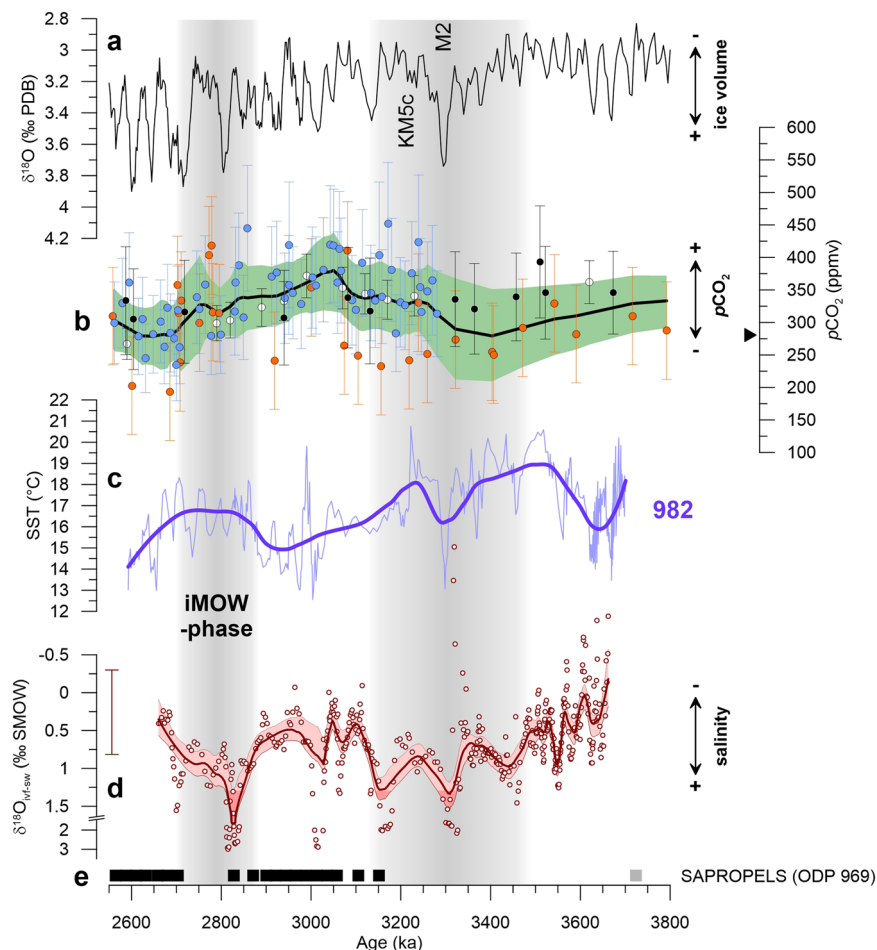 a
2.8
3
3.2
3.4
3.6
3.8
4
4.2
δ18O (‰ PDB)
M2
KM5c
-
ice volume
+
600
550
500
450
400
350
300
250
200
150
100
pCO2 (ppmv)
+
pCO2
-
b
c
22
21
20
19
18
17
16
15
14
13
12
SST (°C)
982
iMOW
-phase
-0.5
0
0.5
1
1.5
2
3
δ18Oivf-sw (‰ SMOW)
d
-
salinity
+
e
SAPROPELS (ODP 969)
2600 2800 3000 3200 3400 3600 3800
Age (ka)